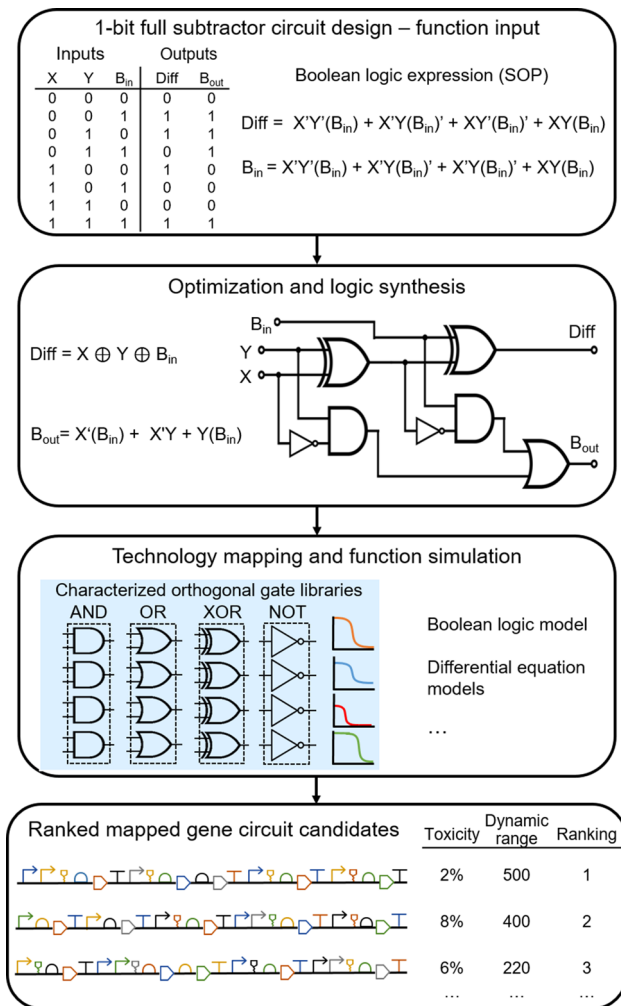 1-bit full subtractor circuit design – function input
Inputs Outputs
X Y Bin Diff Bout
0 0 0 0 0
0 0 1 1 1
0 1 0 1 1
0 1 1 0 1
1 0 0 1 0
1 0 1 0 0
1 1 0 0 0
1 1 1 1 1
Boolean logic expression (SOP)
Diff = X'Y'(Bin) + X'Y(Bin)' + XY'(Bin)' + XY(Bin)
Bin = X'Y'(Bin) + X'Y(Bin)' + X'Y(Bin)' + XY(Bin)
Optimization and logic synthesis
Diff = X ⊕ Y ⊕ Bin
Bout= X‘(Bin) + X'Y + Y(Bin)
Bin
Y
X
Diff
Bout
Technology mapping and function simulation
Characterized orthogonal gate libraries
AND OR XOR NOT
Boolean logic model
Differential equation
models
…
Ranked mapped gene circuit candidates
Toxicity Dynamic range Ranking
2% 500 1
8% 400 2
6% 220 3
… … …